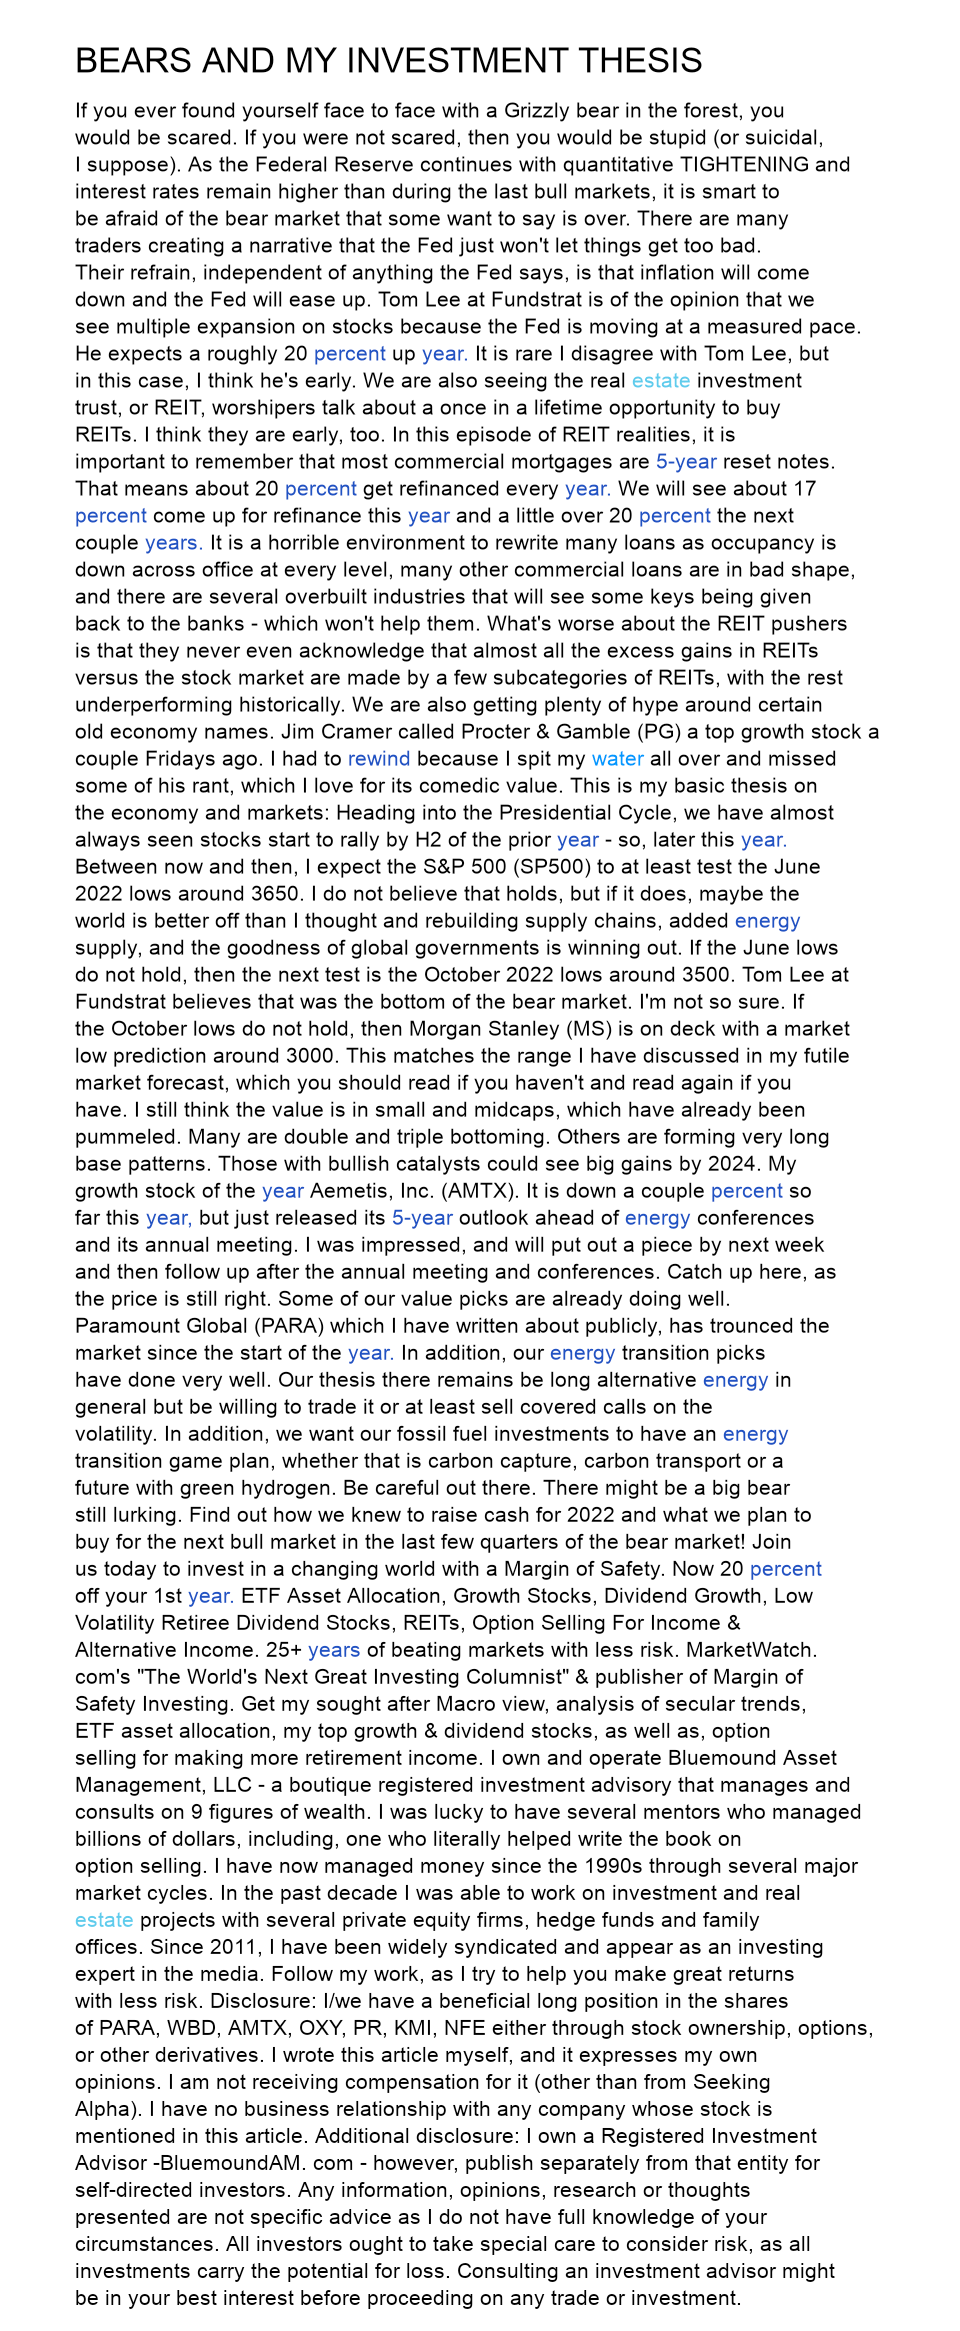 BEARS AND MY INVESTMENT THESIS
If you ever found yourself face to face with a Grizzly bear in the forest, you
would be scared. If you were not scared, then you would be stupid (or suicidal,
I suppose). As the Federal Reserve continues with quantitative TIGHTENING and
interest rates remain higher than during the last bull markets, it is smart to
be afraid of the bear market that some want to say is over. There are many
traders creating a narrative that the Fed just won't let things get too bad.
Their refrain, independent of anything the Fed says, is that inflation will come
down and the Fed will ease up. Tom Lee at Fundstrat is of the opinion that we
see multiple expansion on stocks because the Fed is moving at a measured pace.
He expects a roughly 20 percent up year. It is rare I disagree with Tom Lee, but
in this case, I think he's early. We are also seeing the real estate investment
trust, or REIT, worshipers talk about a once in a lifetime opportunity to buy
REITs. I think they are early, too. In this episode of REIT realities, it is
important to remember that most commercial mortgages are 5-year reset notes.
That means about 20 percent get refinanced every year. We will see about 17
percent come up for refinance this year and a little over 20 percent the next
couple years. It is a horrible environment to rewrite many loans as occupancy is
down across office at every level, many other commercial loans are in bad shape,
and there are several overbuilt industries that will see some keys being given
back to the banks - which won't help them. What's worse about the REIT pushers
is that they never even acknowledge that almost all the excess gains in REITs
versus the stock market are made by a few subcategories of REITs, with the rest
underperforming historically. We are also getting plenty of hype around certain
old economy names. Jim Cramer called Procter & Gamble (PG) a top growth stock a
couple Fridays ago. I had to rewind because I spit my water all over and missed
some of his rant, which I love for its comedic value. This is my basic thesis on
the economy and markets: Heading into the Presidential Cycle, we have almost
always seen stocks start to rally by H2 of the prior year - so, later this year.
Between now and then, I expect the S&P 500 (SP500) to at least test the June
2022 lows around 3650. I do not believe that holds, but if it does, maybe the
world is better off than I thought and rebuilding supply chains, added energy
supply, and the goodness of global governments is winning out. If the June lows
do not hold, then the next test is the October 2022 lows around 3500. Tom Lee at
Fundstrat believes that was the bottom of the bear market. I'm not so sure. If
the October lows do not hold, then Morgan Stanley (MS) is on deck with a market
low prediction around 3000. This matches the range I have discussed in my futile
market forecast, which you should read if you haven't and read again if you
have. I still think the value is in small and midcaps, which have already been
pummeled. Many are double and triple bottoming. Others are forming very long
base patterns. Those with bullish catalysts could see big gains by 2024. My
growth stock of the year Aemetis, Inc. (AMTX). It is down a couple percent so
far this year, but just released its 5-year outlook ahead of energy conferences
and its annual meeting. I was impressed, and will put out a piece by next week
and then follow up after the annual meeting and conferences. Catch up here, as
the price is still right. Some of our value picks are already doing well.
Paramount Global (PARA) which I have written about publicly, has trounced the
market since the start of the year. In addition, our energy transition picks
have done very well. Our thesis there remains be long alternative energy in
general but be willing to trade it or at least sell covered calls on the
volatility. In addition, we want our fossil fuel investments to have an energy
transition game plan, whether that is carbon capture, carbon transport or a
future with green hydrogen. Be careful out there. There might be a big bear
still lurking. Find out how we knew to raise cash for 2022 and what we plan to
buy for the next bull market in the last few quarters of the bear market! Join
us today to invest in a changing world with a Margin of Safety. Now 20 percent
off your 1st year. ETF Asset Allocation, Growth Stocks, Dividend Growth, Low
Volatility Retiree Dividend Stocks, REITs, Option Selling For Income &
Alternative Income. 25+ years of beating markets with less risk. MarketWatch.
com's "The World's Next Great Investing Columnist" & publisher of Margin of
Safety Investing. Get my sought after Macro view, analysis of secular trends,
ETF asset allocation, my top growth & dividend stocks, as well as, option
selling for making more retirement income. I own and operate Bluemound Asset
Management, LLC - a boutique registered investment advisory that manages and
consults on 9 figures of wealth. I was lucky to have several mentors who managed
billions of dollars, including, one who literally helped write the book on
option selling. I have now managed money since the 1990s through several major
market cycles. In the past decade I was able to work on investment and real
estate projects with several private equity firms, hedge funds and family
offices. Since 2011, I have been widely syndicated and appear as an investing
expert in the media. Follow my work, as I try to help you make great returns
with less risk. Disclosure: I/we have a beneficial long position in the shares
of PARA, WBD, AMTX, OXY, PR, KMI, NFE either through stock ownership, options,
or other derivatives. I wrote this article myself, and it expresses my own
opinions. I am not receiving compensation for it (other than from Seeking
Alpha). I have no business relationship with any company whose stock is
mentioned in this article. Additional disclosure: I own a Registered Investment
Advisor -BluemoundAM. com - however, publish separately from that entity for
self-directed investors. Any information, opinions, research or thoughts
presented are not specific advice as I do not have full knowledge of your
circumstances. All investors ought to take special care to consider risk, as all
investments carry the potential for loss. Consulting an investment advisor might
be in your best interest before proceeding on any trade or investment.